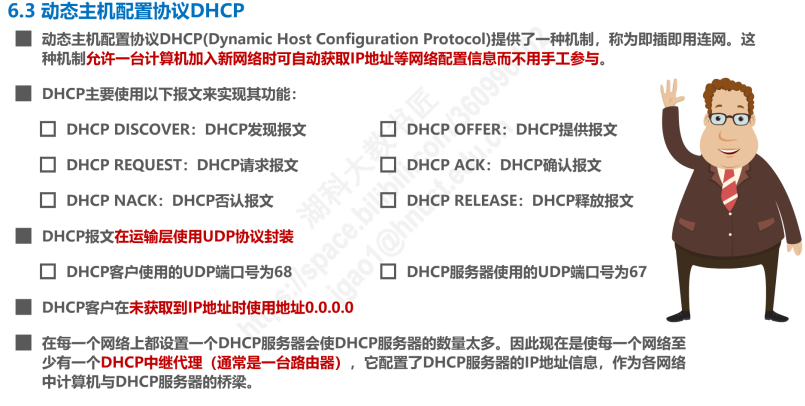 6.3 动态主机配置协议DHCP
动态主机配置协议DHCP(Dynamic Host Configuration Protocol)提供了一种机制，称为即插即用连网。这
种机制允许一台计算机加入新网络时可自动获取IP地址等网络配置信息而不用手工参与。
DHCP主要使用以下报文来实现其功能：
DHCP DISCOVER：DHCP发现报文
DHCP OFFER：DHCP提供报文
DHCP REQUEST：DHCP请求报文
DHCP ACK：DHCP确认报文
DHCP NACK：DHCP否认报文
DHCP RELEASE：DHCP释放报文
DHCP报文在运输层使用UDP协议封装
DHCP客户使用的UDP端口号为68
DHCP服务器使用的UDP端口号为67
DHCP客户在未获取到IP地址时使用地址0.0.0.0
在每一个网络上都设置一个DHCP服务器会使DHCP服务器的数量太多。因此现在是使每一个网络至
少有一个DHCP中继代理（通常是一台路由器），它配置了DHCP服务器的IP地址信息，作为各网络
中计算机与DHCP服务器的桥梁。
湖科大教书匠